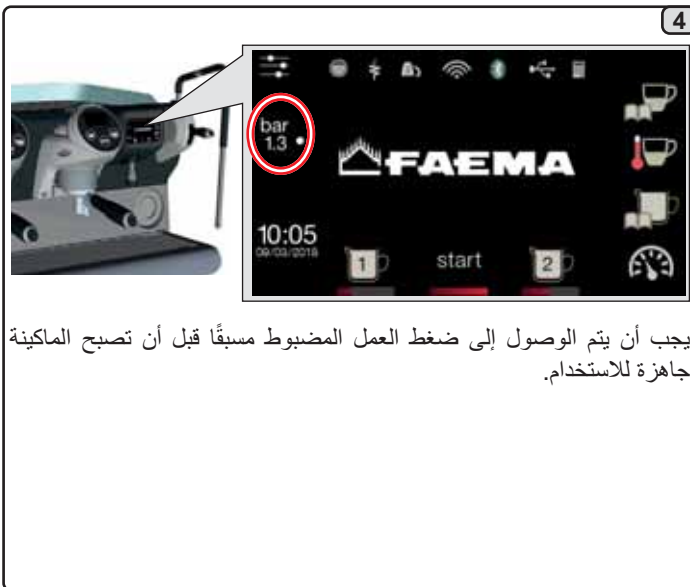 4
bar
1.3
FAEMA
10:05
09/03/2018
1
start
2
يجب أن يتم الوصول إلى ضغط العمل المضبوط مسبقًا قبل أن تصبح الماكينة
جاهزة للاستخدام.